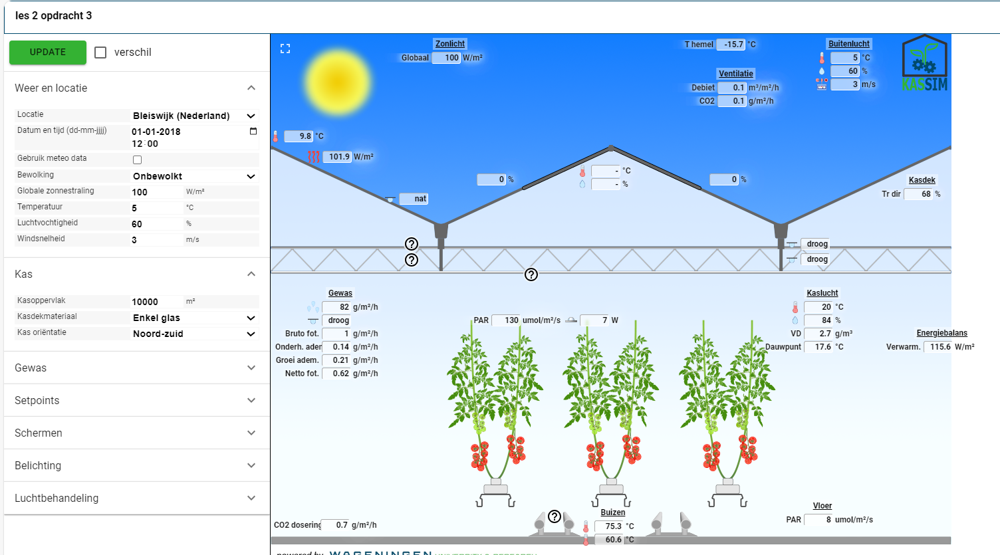 les 2 opdracht 3
UPDATE
verschil
Weer en locatie
Locatie Bleiswijk (Nederland)
Datum en tijd (dd-mm-jjjj) 01-01-2018
12:00
Gebruik meteo data
Bewolking Onbewolkt
Globale zonnestraling 100 W/m²
Temperatuur 5 °C
Luchtvochtigheid 60 %
Windsnelheid 3 m/s
Kas
Kasoppervlak 10000 m²
Kasdekmateriaal Enkel glas
Kas oriëntatie Noord-zuid
Gewas
Setpoints
Schermen
Belichting
Luchtbehandeling
Zonlicht
Globaal 100 W/m²
T hemel -15.7 °C
Ventilatie
Debiet 0.1 m³/m²/h
CO2 0.1 g/m²/h
Buitenlucht
5 °C
60 %
3 m/s
KASSIM
9.8 °C
101.9 W/m²
nat
0 %
- °C
- %
0 %
Kasdek
Tr dir 68 %
?
?
?
droog
droog
Gewas
82 g/m²/h
droog
Bruto fot. 1 g/m²/h
Onderh. adem 0.14 g/m²/h
Groei adem. 0.21 g/m²/h
Netto fot. 0.62 g/m²/h
PAR 130 umol/m²/s 7 W
Kaslucht
20 °C
84 %
VD 2.7 g/m³
Dauwpunt 17.6 °C
Energiebalans
Verwarm. 115.6 W/m²
CO2 dosering 0.7 g/m²/h
?
Buizen
75.3 °C
60.6 °C
Vloer
PAR 8 umol/m²/s
powered by WAGENINGEN UNIVERSITY & RESEARCH